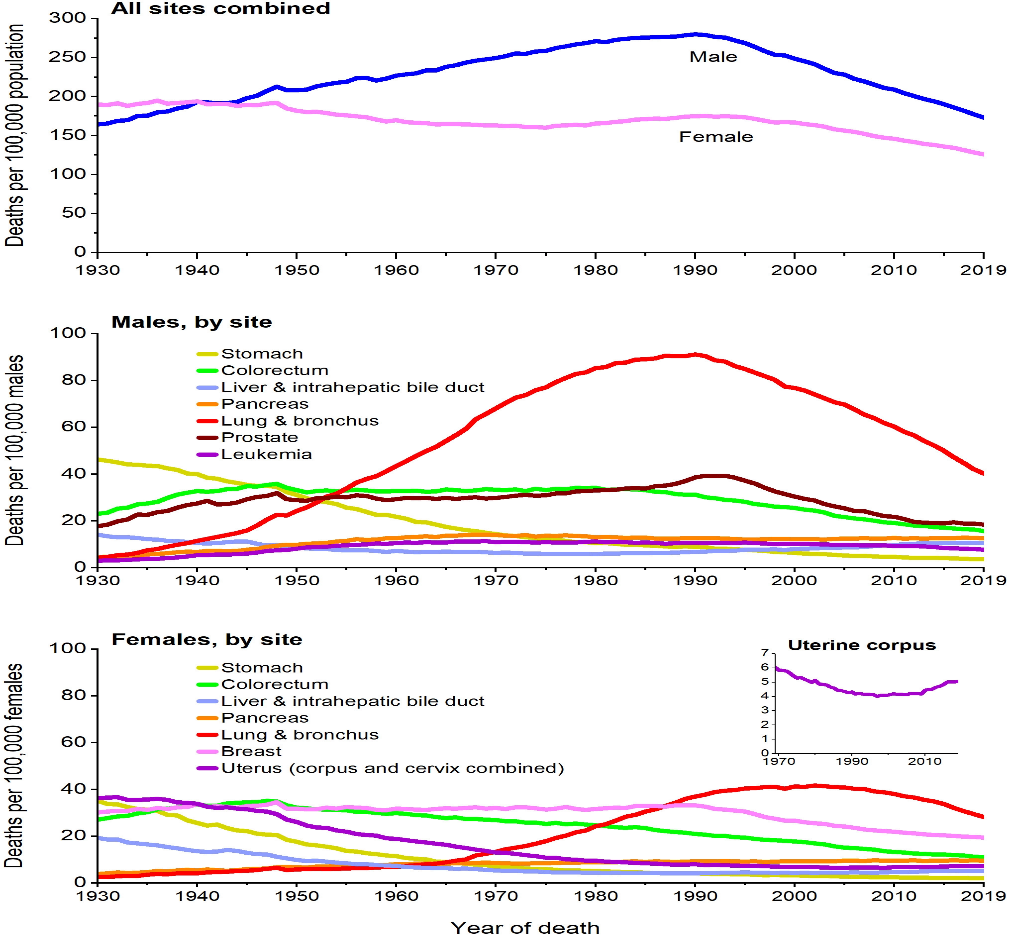 All sites combined
Deaths per 100,000 population
300
250
200
150
100
50
0
Male
Female
1930 1940 1950 1960 1970 1980 1990 2000 2010 2019
Males, by site
Deaths per 100,000 males
100
80
60
40
20
0
Stomach
Colorectum
Liver & intrahepatic bile duct
Pancreas
Lung & bronchus
Prostate
Leukemia
1930 1940 1950 1960 1970 1980 1990 2000 2010 2019
Females, by site
Deaths per 100,000 females
100
80
60
40
20
0
Stomach
Colorectum
Liver & intrahepatic bile duct
Pancreas
Lung & bronchus
Breast
Uterus (corpus and cervix combined)
Uterine corpus
7
6
5
4
3
2
1
0
1970 1990 2010
1930 1940 1950 1960 1970 1980 1990 2000 2010 2019
Year of death